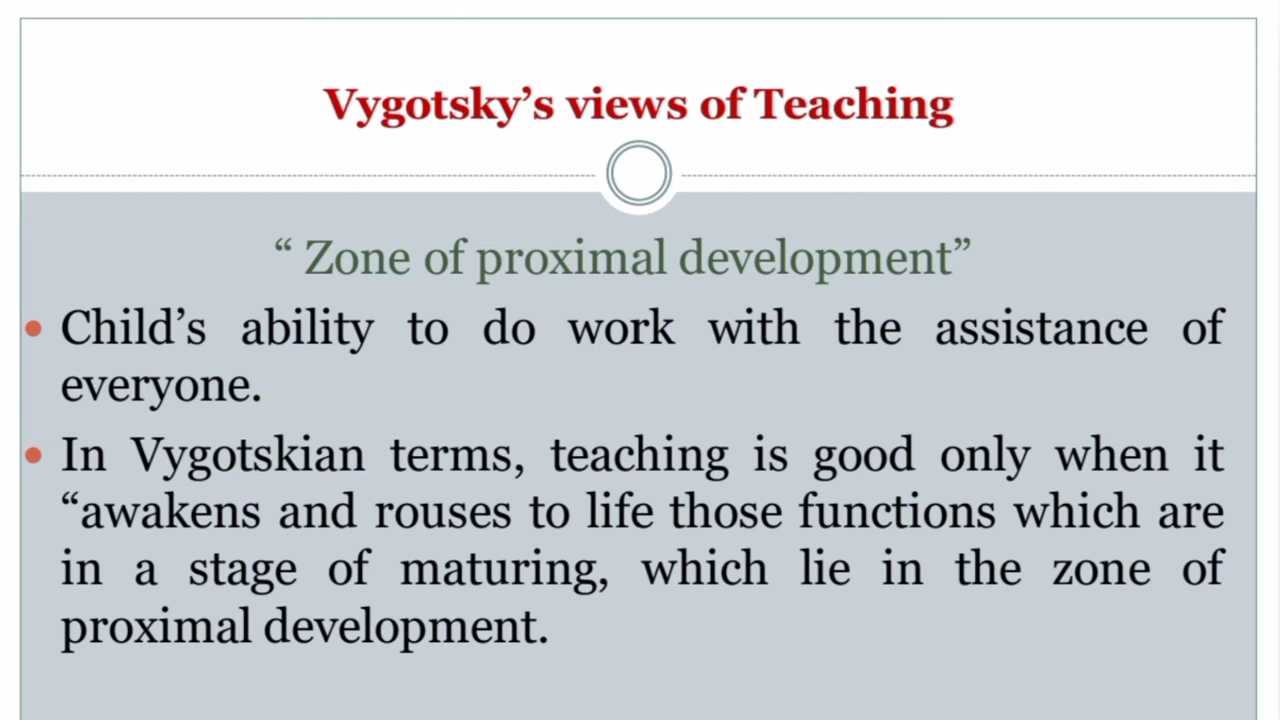 Vygotsky’s views of Teaching
“ Zone of proximal development”
• Child’s ability to do work with the assistance of
everyone.
• In Vygotskian terms, teaching is good only when it
“awakens and rouses to life those functions which are
in a stage of maturing, which lie in the zone of
proximal development.